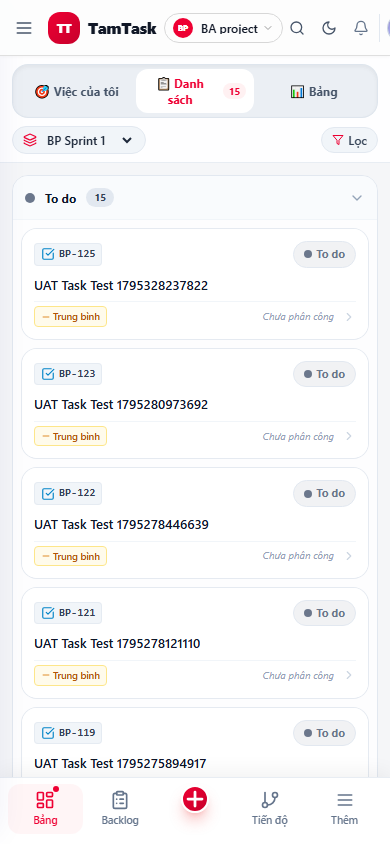 TT TamTask BP BA project
Việc của tôi
Danh sách 15
Bảng
BP Sprint 1
Lọc
To do 15
BP-125 To do
UAT Task Test 1795328237822
Trung bình Chưa phân công
BP-123 To do
UAT Task Test 1795280973692
Trung bình Chưa phân công
BP-122 To do
UAT Task Test 1795278446639
Trung bình Chưa phân công
BP-121 To do
UAT Task Test 1795278121110
Trung bình Chưa phân công
BP-119 To do
UAT Task Test 1795275894917
Bảng Backlog Tiến độ Thêm